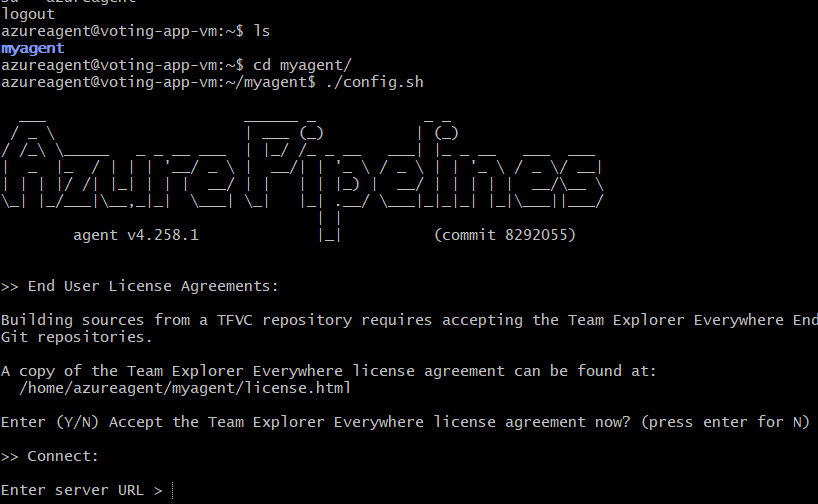 su - azureagent
logout
azureagent@voting-app-vm:~$ ls
myagent
azureagent@voting-app-vm:~$ cd myagent/
azureagent@voting-app-vm:~/myagent$ ./config.sh
Azure Pipelines
agent v4.258.1 (commit 8292055)
>> End User License Agreements:
Building sources from a TFVC repository requires accepting the Team Explorer Everywhere End
Git repositories.
A copy of the Team Explorer Everywhere license agreement can be found at:
/home/azureagent/myagent/license.html
Enter (Y/N) Accept the Team Explorer Everywhere license agreement now? (press enter for N)
>> Connect:
Enter server URL >